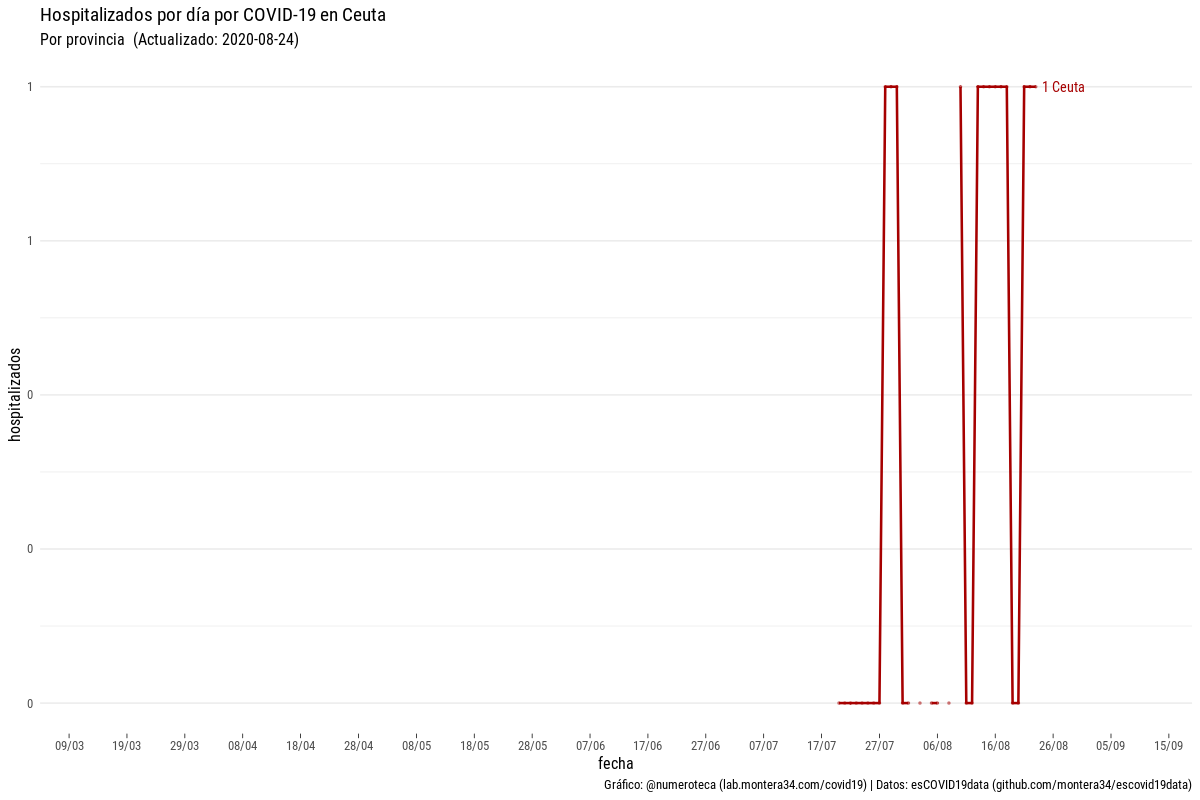 Hospitalizados por día por COVID-19 en Ceuta
Por provincia (Actualizado: 2020-08-24)
1
1
0
0
0
hospitalizados
1 Ceuta
09/03 19/03 29/03 08/04 18/04 28/04 08/05 18/05 28/05 07/06 17/06 27/06 07/07 17/07 27/07 06/08 16/08 26/08 05/09 15/09
fecha
Gráfico: @numeroteca (lab.montera34.com/covid19) | Datos: esCOVID19data (github.com/montera34/escovid19data)